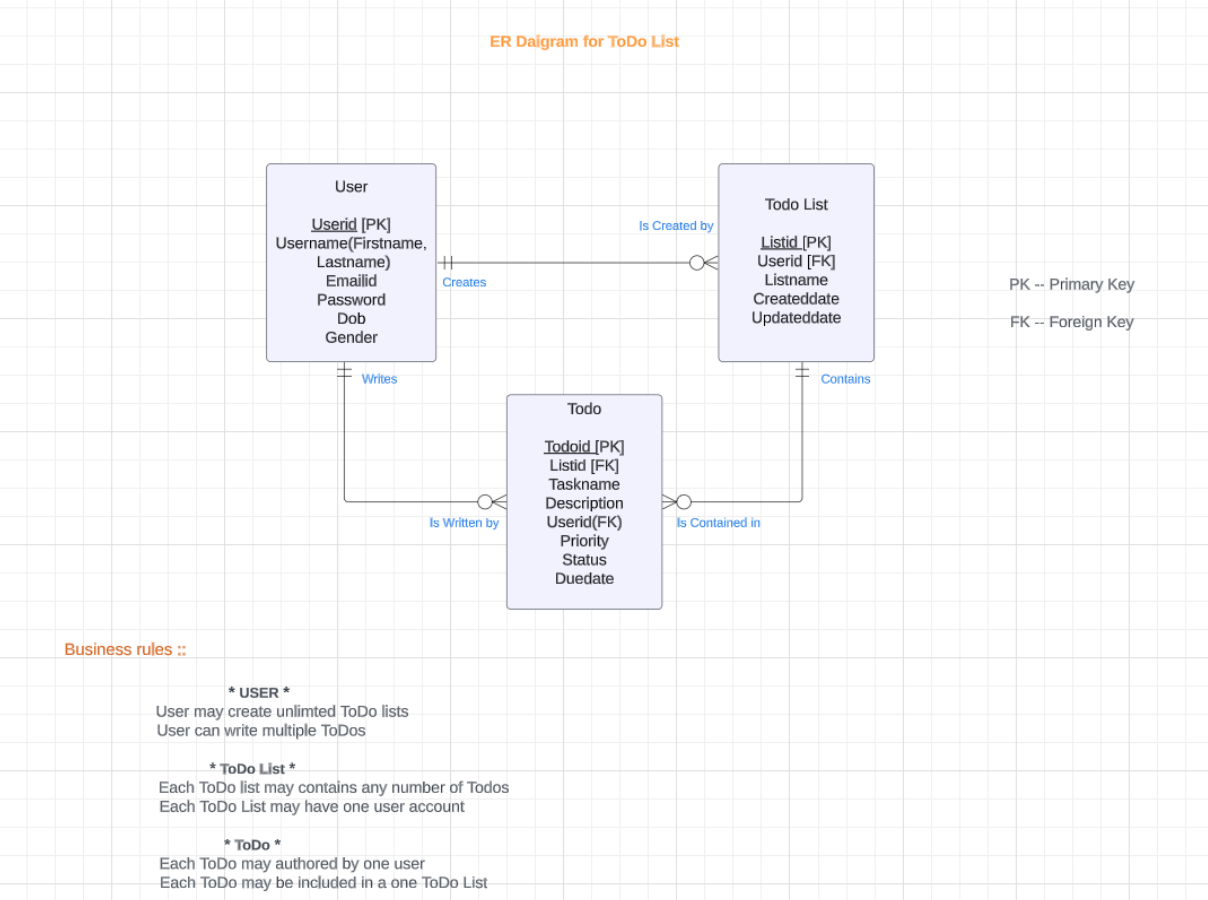 ER Daigram for ToDo List
User
Userid [PK]
Username(Firstname,
Lastname)
Emailid
Password
Dob
Gender
Is Created by
Creates
Todo List
Listid [PK]
Userid [FK]
Listname
Createddate
Updateddate
PK -- Primary Key
FK -- Foreign Key
Writes
Contains
Todo
Todoid [PK]
Listid [FK]
Taskname
Description
Userid(FK)
Priority
Status
Duedate
Is Written by
Is Contained in
Business rules ::
* USER *
User may create unlimted ToDo lists
User can write multiple ToDos
* ToDo List *
Each ToDo list may contains any number of Todos
Each ToDo List may have one user account
* ToDo *
Each ToDo may authored by one user
Each ToDo may be included in a one ToDo List